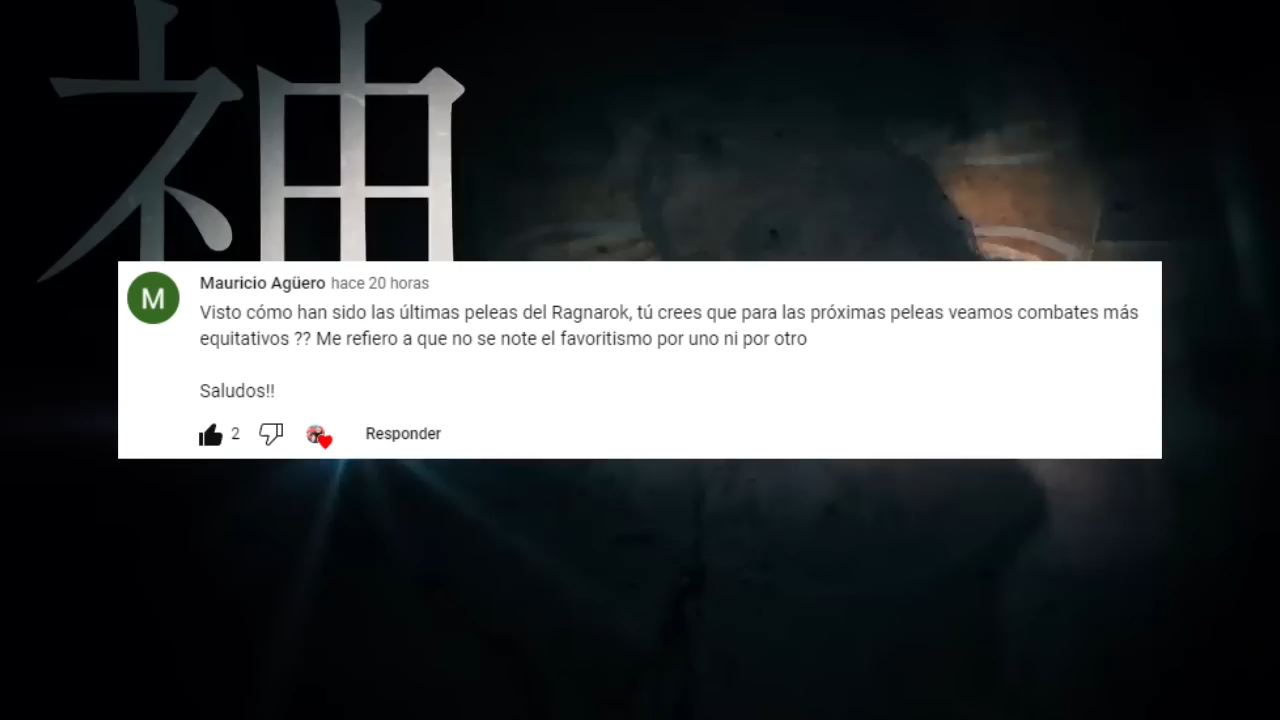 神
M
Mauricio Agüero hace 20 horas
Visto cómo han sido las últimas peleas del Ragnarok, tú crees que para las próximas peleas veamos combates más
equitativos ?? Me refiero a que no se note el favoritismo por uno ni por otro
Saludos!!
2
Responder